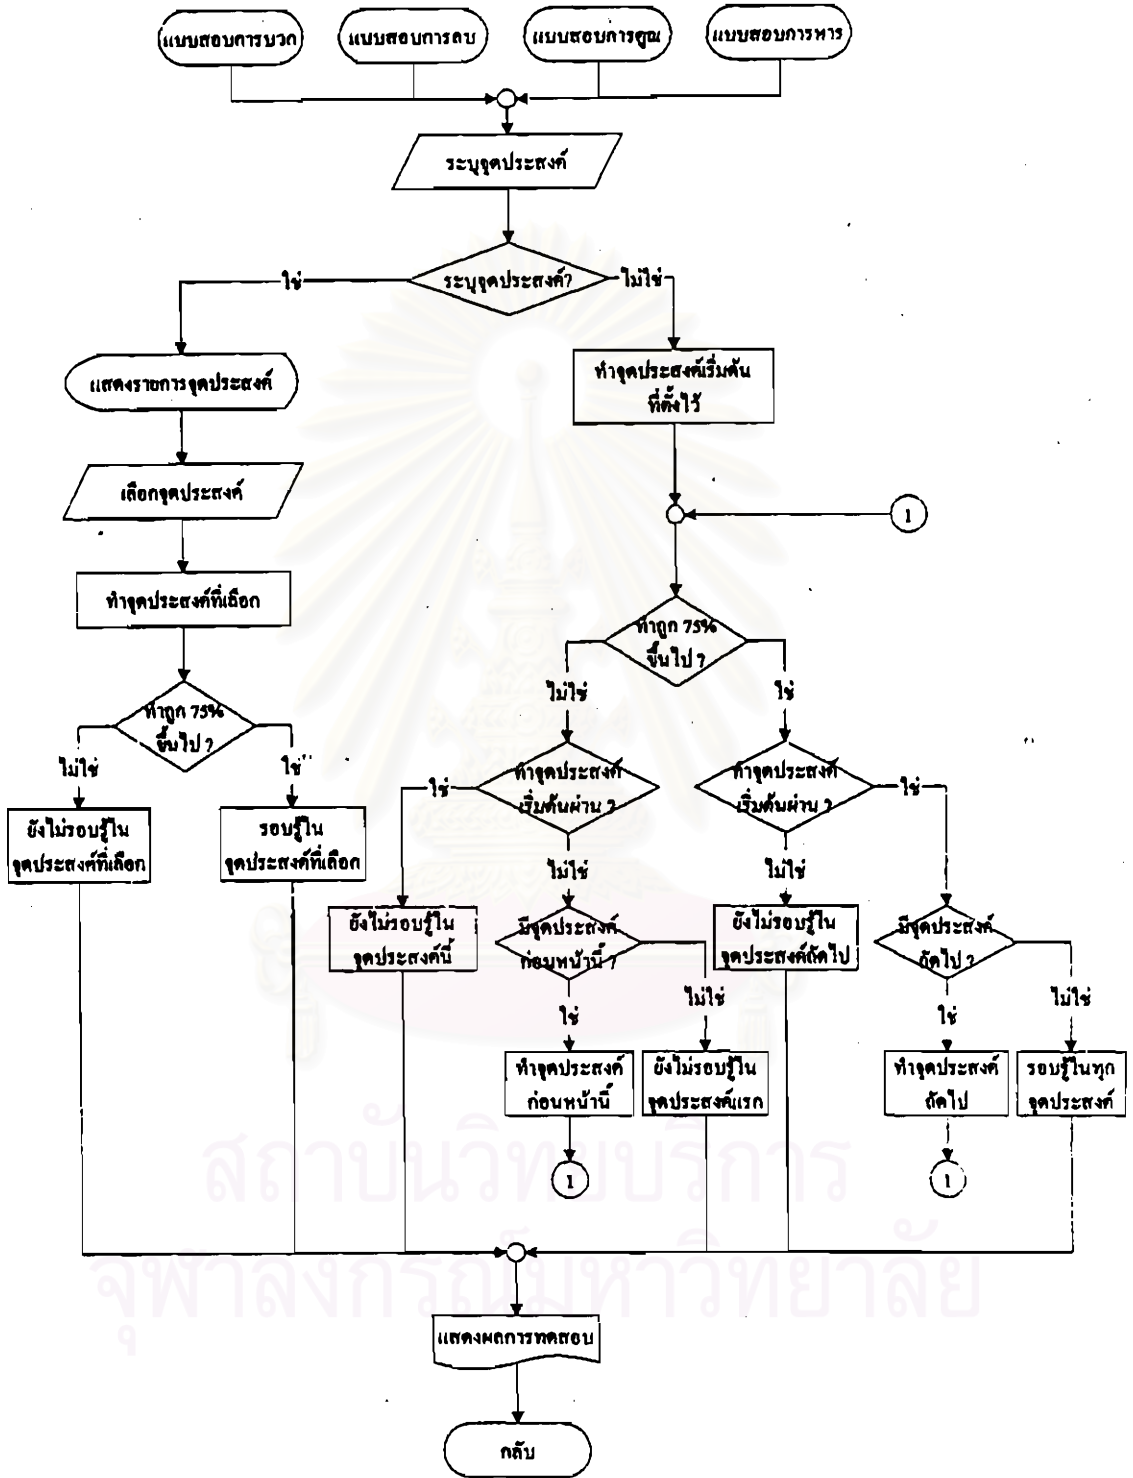 แบบสอบการบวก
แบบสอบการลบ
แบบสอบการคูณ
แบบสอบการหาร
ระบุจุดประสงค์
ระบุจุดประสงค์?
ใช่
ไม่ใช่
แสดงรายการจุดประสงค์
ทำจุดประสงค์เริ่มต้น
ที่ตั้งไว้
เลือกจุดประสงค์
1
ทำจุดประสงค์ที่เลือก
ทำถูก 75%
ขึ้นไป ?
ไม่ใช่
ใช่
ทำถูก 75%
ขึ้นไป ?
ไม่ใช่
ใช่
ทำจุดประสงค์
เริ่มต้นผ่าน ?
ใช่
ไม่ใช่
ทำจุดประสงค์
เริ่มต้นผ่าน ?
ใช่
ไม่ใช่
ยังไม่รอบรู้ใน
จุดประสงค์ที่เลือก
รอบรู้ใน
จุดประสงค์ที่เลือก
ยังไม่รอบรู้ใน
จุดประสงค์นี้
มีจุดประสงค์
ก่อนหน้านี้ ?
ใช่
ไม่ใช่
ยังไม่รอบรู้ใน
จุดประสงค์ถัดไป
มีจุดประสงค์
ถัดไป ?
ใช่
ไม่ใช่
ทำจุดประสงค์
ก่อนหน้านี้
ยังไม่รอบรู้ใน
จุดประสงค์แรก
ทำจุดประสงค์
ถัดไป
รอบรู้ในทุก
จุดประสงค์
1
1
สถาบันวิทยบริการ
จุฬาลงกรณ์มหาวิทยาลัย
แสดงผลการทดสอบ
กลับ